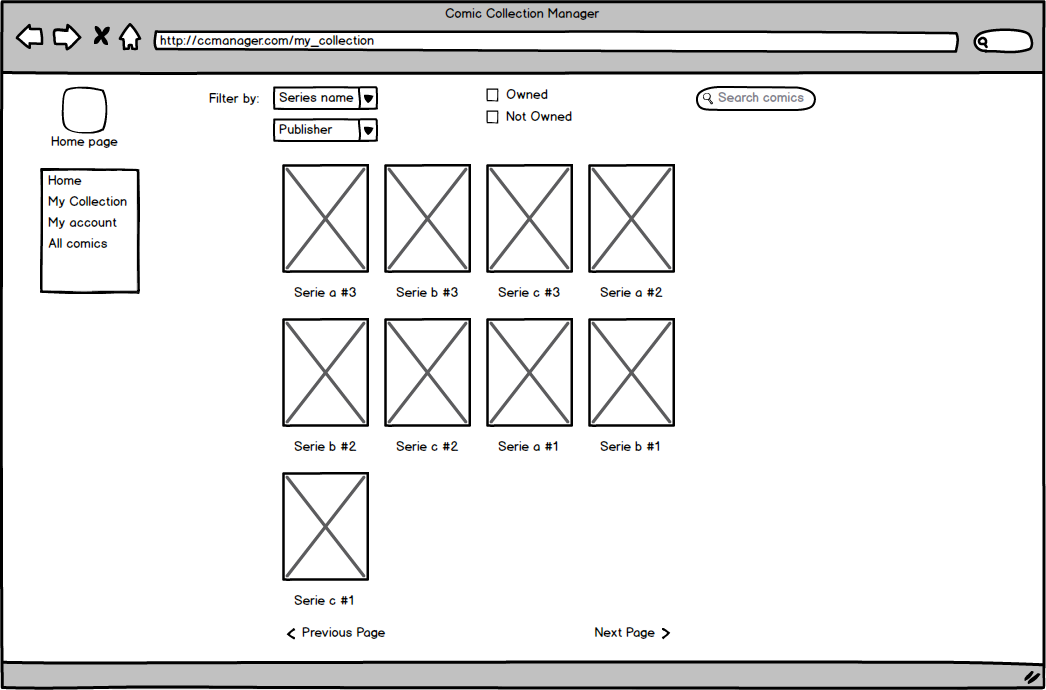 Comic Collection Manager
http://ccmanager.com/my_collection
Home page
Home
My Collection
My account
All comics
Filter by:
Series name
Publisher
Owned
Not Owned
Search comics
Serie a #3
Serie b #3
Serie c #3
Serie a #2
Serie b #2
Serie c #2
Serie a #1
Serie b #1
Serie c #1
Previous Page
Next Page